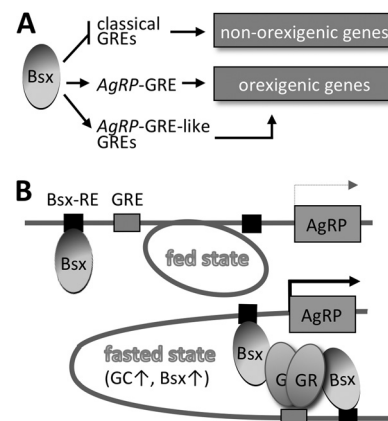 A
classical
GREs
non-orexigenic genes
Bsx
AgRP-GRE
orexigenic genes
AgRP-GRE-like
GREs
B
Bsx-RE
GRE
AgRP
Bsx
fed state
AgRP
fasted state
(GC↑, Bsx↑)
Bsx
G
GR
Bsx